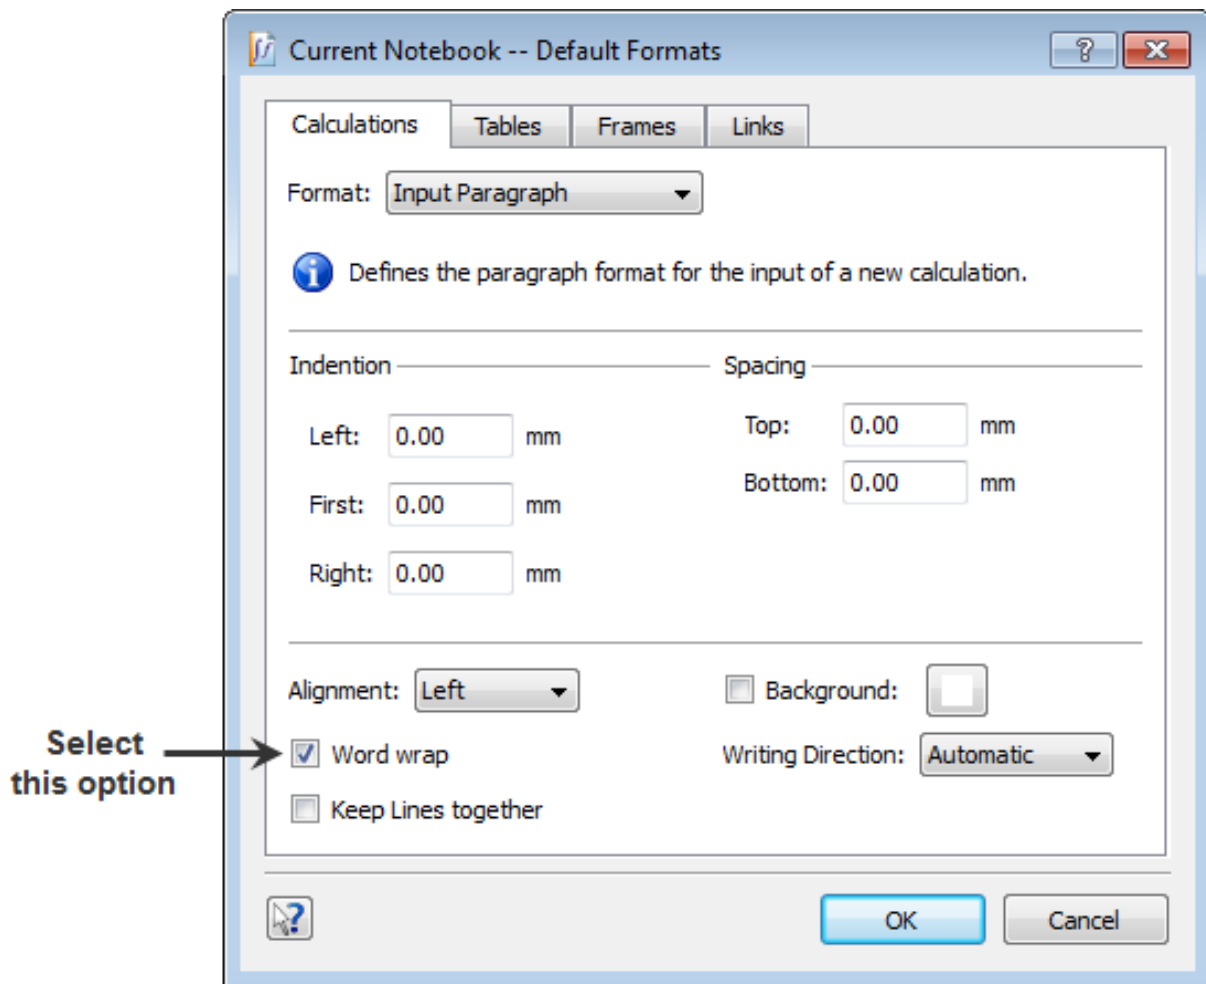 Current Notebook -- Default Formats
?
Calculations Tables Frames Links
Format: Input Paragraph
i Defines the paragraph format for the input of a new calculation.
Indention Spacing
Left: 0.00 mm Top: 0.00 mm
Bottom: 0.00 mm
First: 0.00 mm
Right: 0.00 mm
Alignment: Left Background:
Select
this option
Word wrap Writing Direction: Automatic
Keep Lines together
? OK Cancel